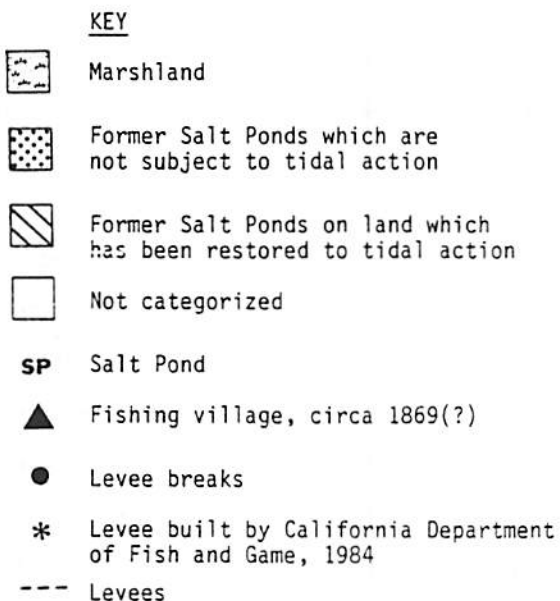 KEY
Marshland
Former Salt Ponds which are
not subject to tidal action
Former Salt Ponds on land which
has been restored to tidal action
Not categorized
SP Salt Pond
Fishing village, circa 1869(?)
Levee breaks
* Levee built by California Department
of Fish and Game, 1984
--- Levees